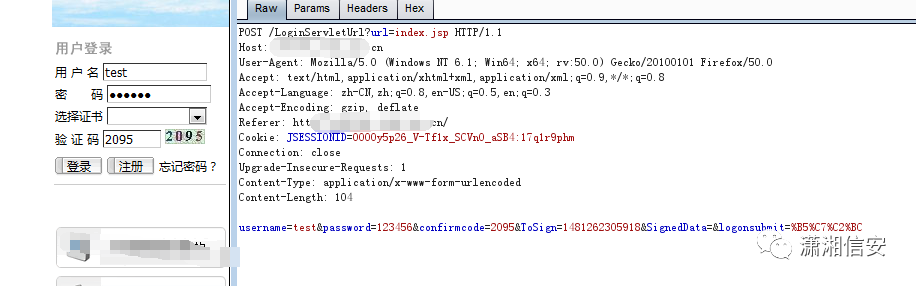 用户登录
用 户 名 test
密 码 ●●●●●●
选择证书
验 证 码 2095 2095
登录 注册 忘记密码？
的
Raw Params Headers Hex
POST /LoginServletUrl?url=index.jsp HTTP/1.1
Host: cn
User-Agent: Mozilla/5.0 (Windows NT 6.1; Win64; x64; rv:50.0) Gecko/20100101 Firefox/50.0
Accept: text/html,application/xhtml+xml,application/xml;q=0.9,*/*;q=0.8
Accept-Language: zh-CN,zh;q=0.8,en-US;q=0.5,en;q=0.3
Accept-Encoding: gzip, deflate
Referer: htt cn/
Cookie: JSESSIONID=0000y5p26_V-Tf1x_SCVnO_aSB4:17q1r9phm
Connection: close
Upgrade-Insecure-Requests: 1
Content-Type: application/x-www-form-urlencoded
Content-Length: 104
username=test&password=123456&confirmcode=2095&ToSign=1481262305918&SignedData=&logonsubmit=%B5%C7%C2%BC
潇湘信安